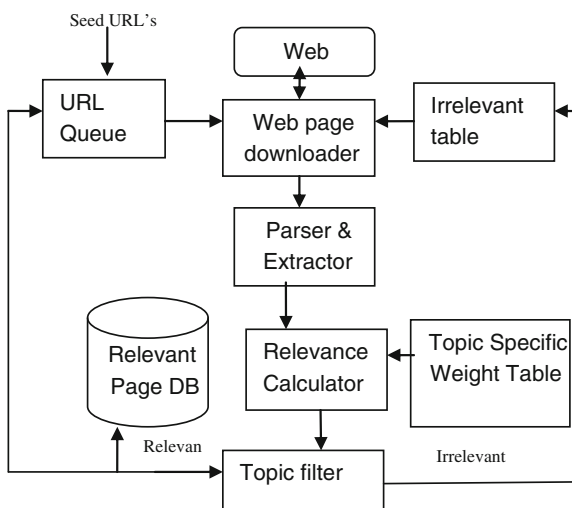 Seed URL's
Web
URL
Queue
Web page
downloader
Irrelevant
table
Parser &
Extractor
Relevant
Page DB
Relevance
Calculator
Topic Specific
Weight Table
Relevan
Topic filter
Irrelevant